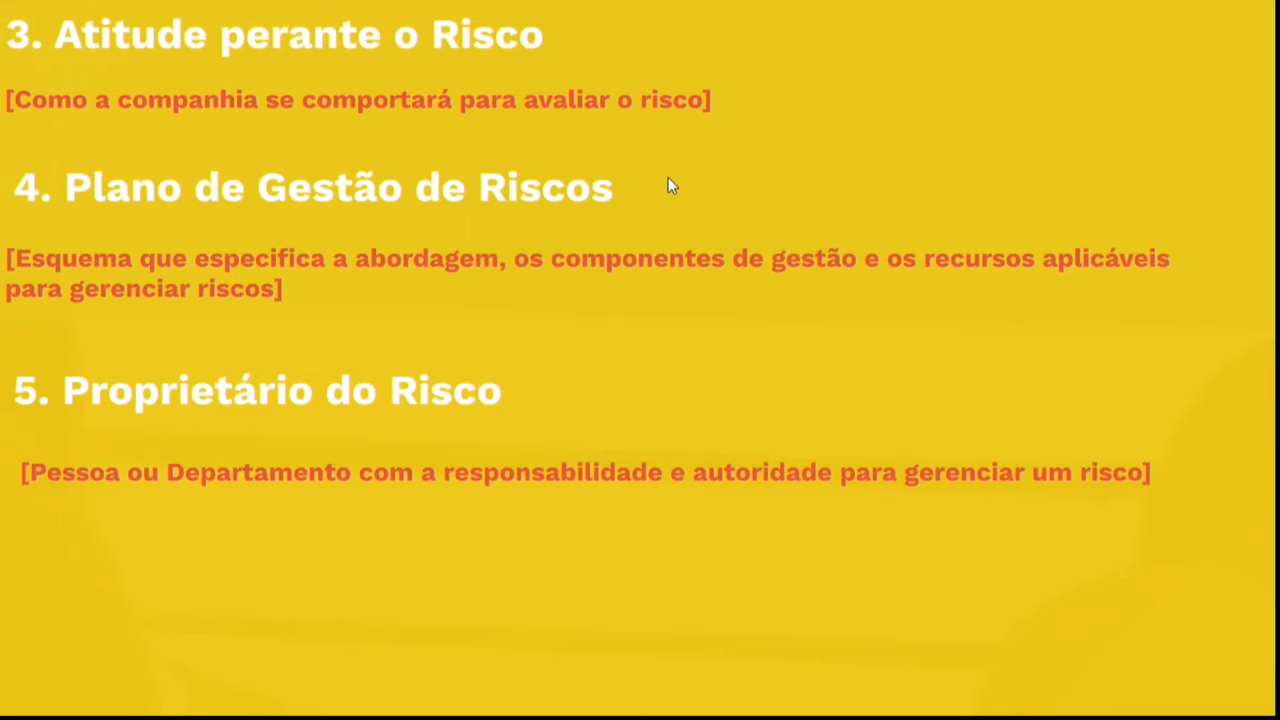 3. Atitude perante o Risco
[Como a companhia se comportará para avaliar o risco]
4. Plano de Gestão de Riscos
[Esquema que especifica a abordagem, os componentes de gestão e os recursos aplicáveis
para gerenciar riscos]
5. Proprietário do Risco
[Pessoa ou Departamento com a responsabilidade e autoridade para gerenciar um risco]